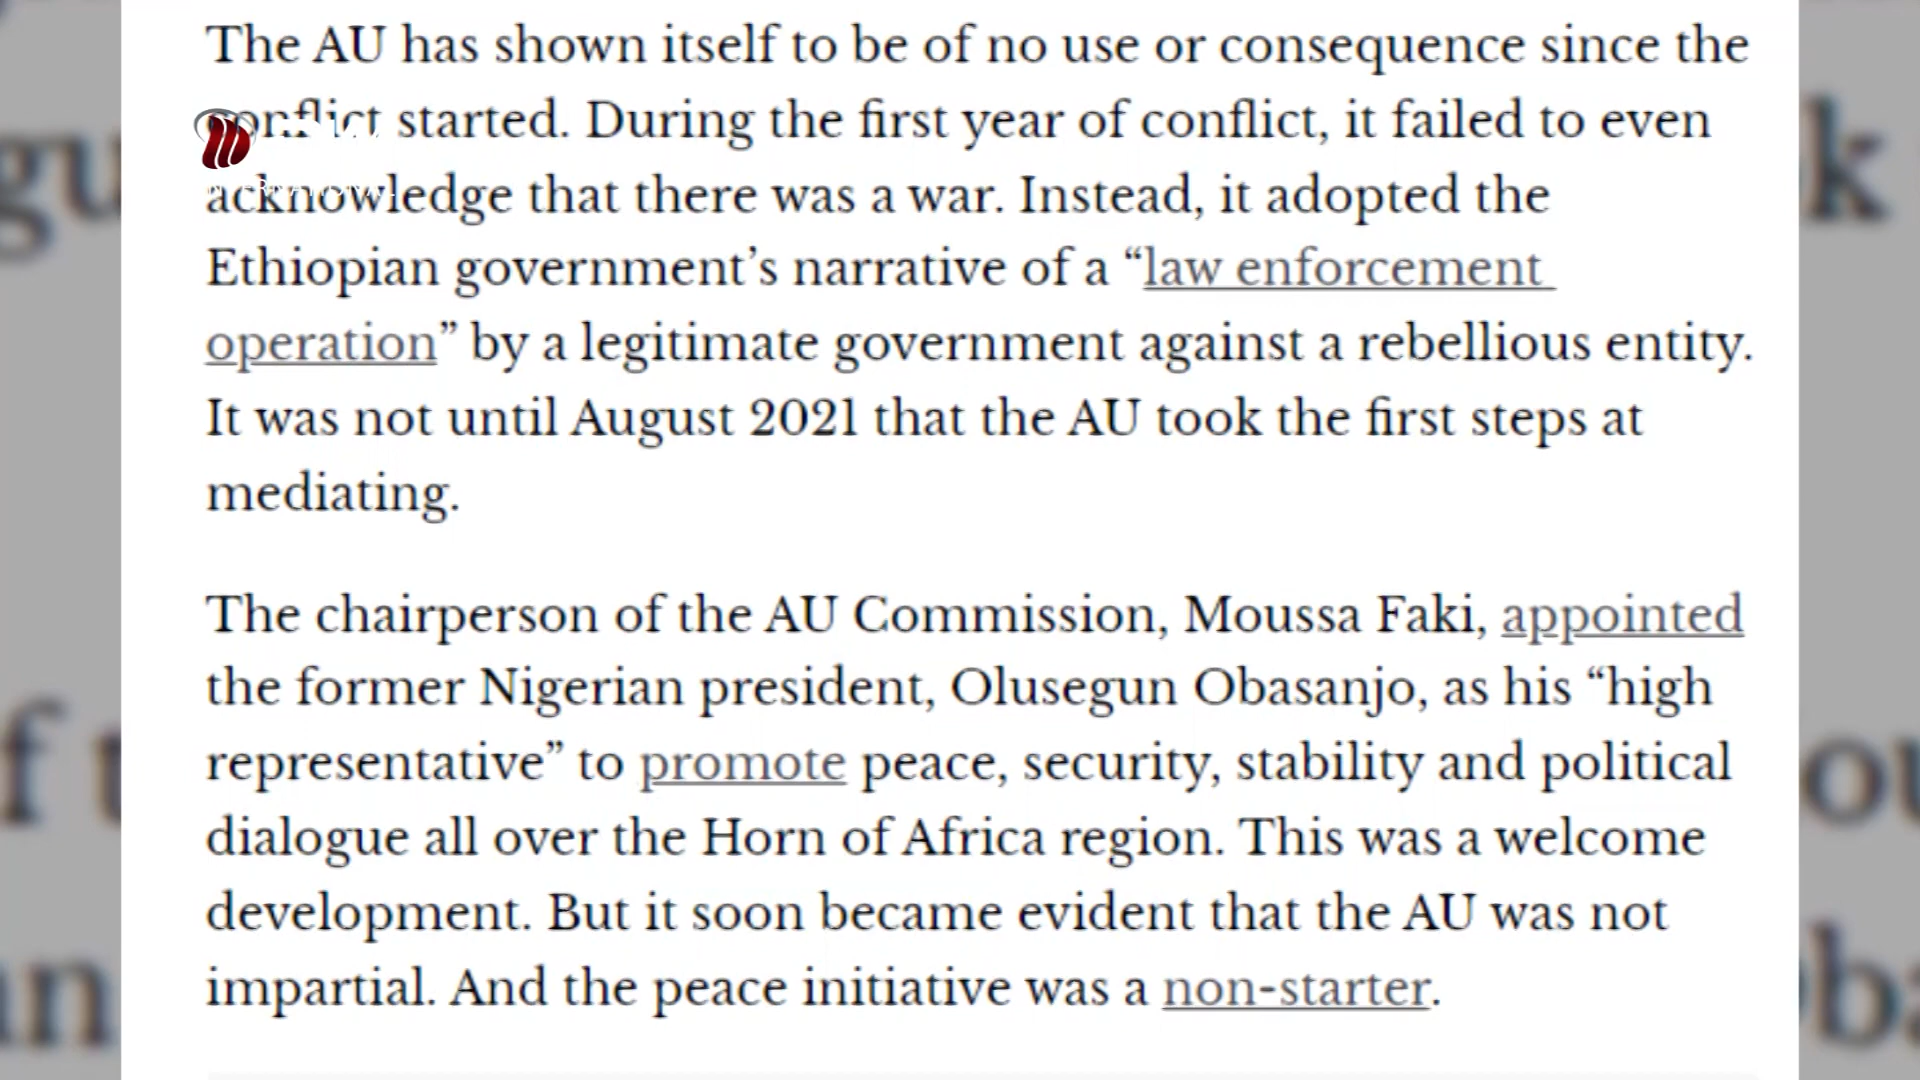 The AU has shown itself to be of no use or consequence since the
conflict started. During the first year of conflict, it failed to even
INTERNATIONAL
acknowledge that there was a war. Instead, it adopted the
Ethiopian government’s narrative of a “law enforcement
operation” by a legitimate government against a rebellious entity.
It was not until August 2021 that the AU took the first steps at
mediating.
The chairperson of the AU Commission, Moussa Faki, appointed
the former Nigerian president, Olusegun Obasanjo, as his “high
representative” to promote peace, security, stability and political
dialogue all over the Horn of Africa region. This was a welcome
development. But it soon became evident that the AU was not
impartial. And the peace initiative was a non-starter.